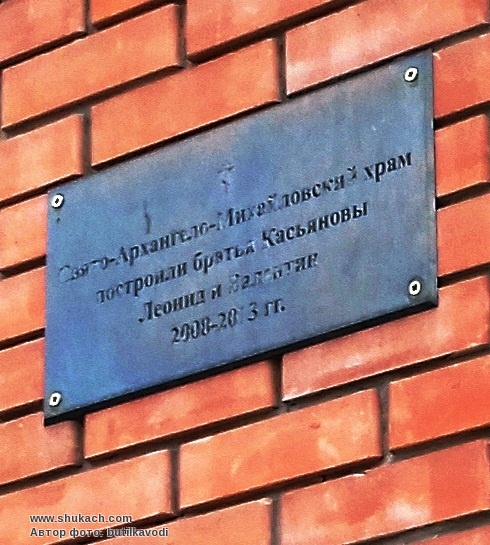 Свято-Архангело-Михайловский храм
построили братья Касьяновы
Леонид и Валентин
2008-2013 гг.
www.shukach.com
Автор фото: butilkavodi